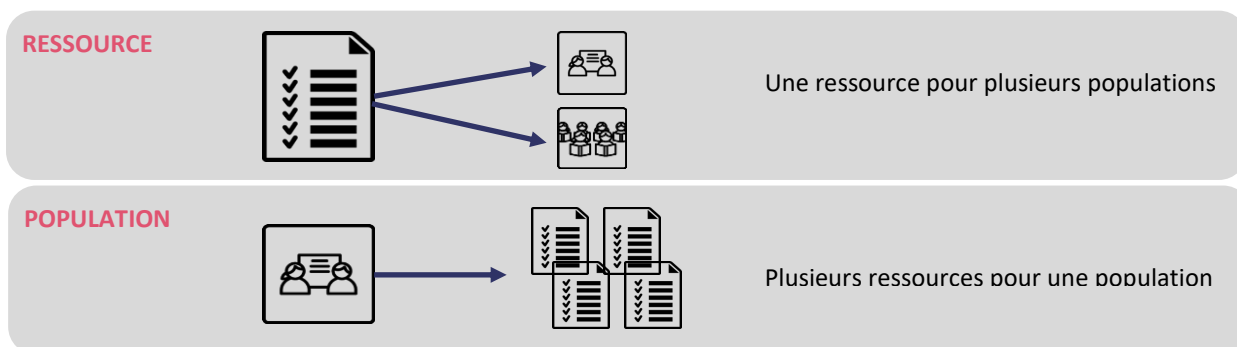 RESSOURCE
Une ressource pour plusieurs populations
POPULATION
Plusieurs ressources pour une population